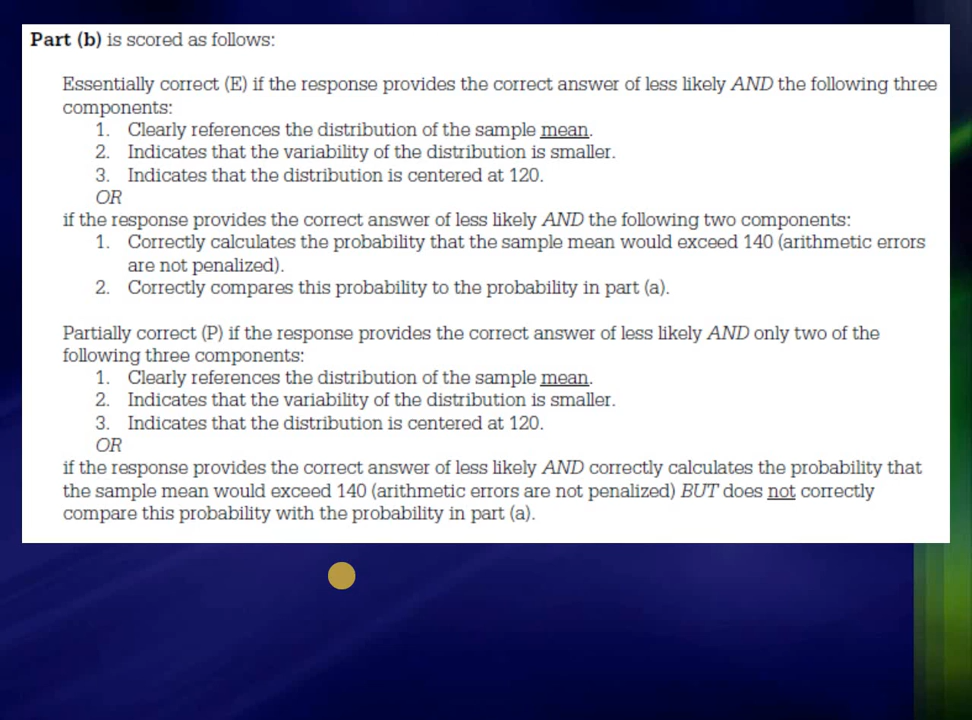 Part (b) is scored as follows:
Essentially correct (E) if the response provides the correct answer of less likely AND the following three
components:
1. Clearly references the distribution of the sample mean.
2. Indicates that the variability of the distribution is smaller.
3. Indicates that the distribution is centered at 120.
OR
if the response provides the correct answer of less likely AND the following two components:
1. Correctly calculates the probability that the sample mean would exceed 140 (arithmetic errors
are not penalized).
2. Correctly compares this probability to the probability in part (a).
Partially correct (P) if the response provides the correct answer of less likely AND only two of the
following three components:
1. Clearly references the distribution of the sample mean.
2. Indicates that the variability of the distribution is smaller.
3. Indicates that the distribution is centered at 120.
OR
if the response provides the correct answer of less likely AND correctly calculates the probability that
the sample mean would exceed 140 (arithmetic errors are not penalized) BUT does not correctly
compare this probability with the probability in part (a).